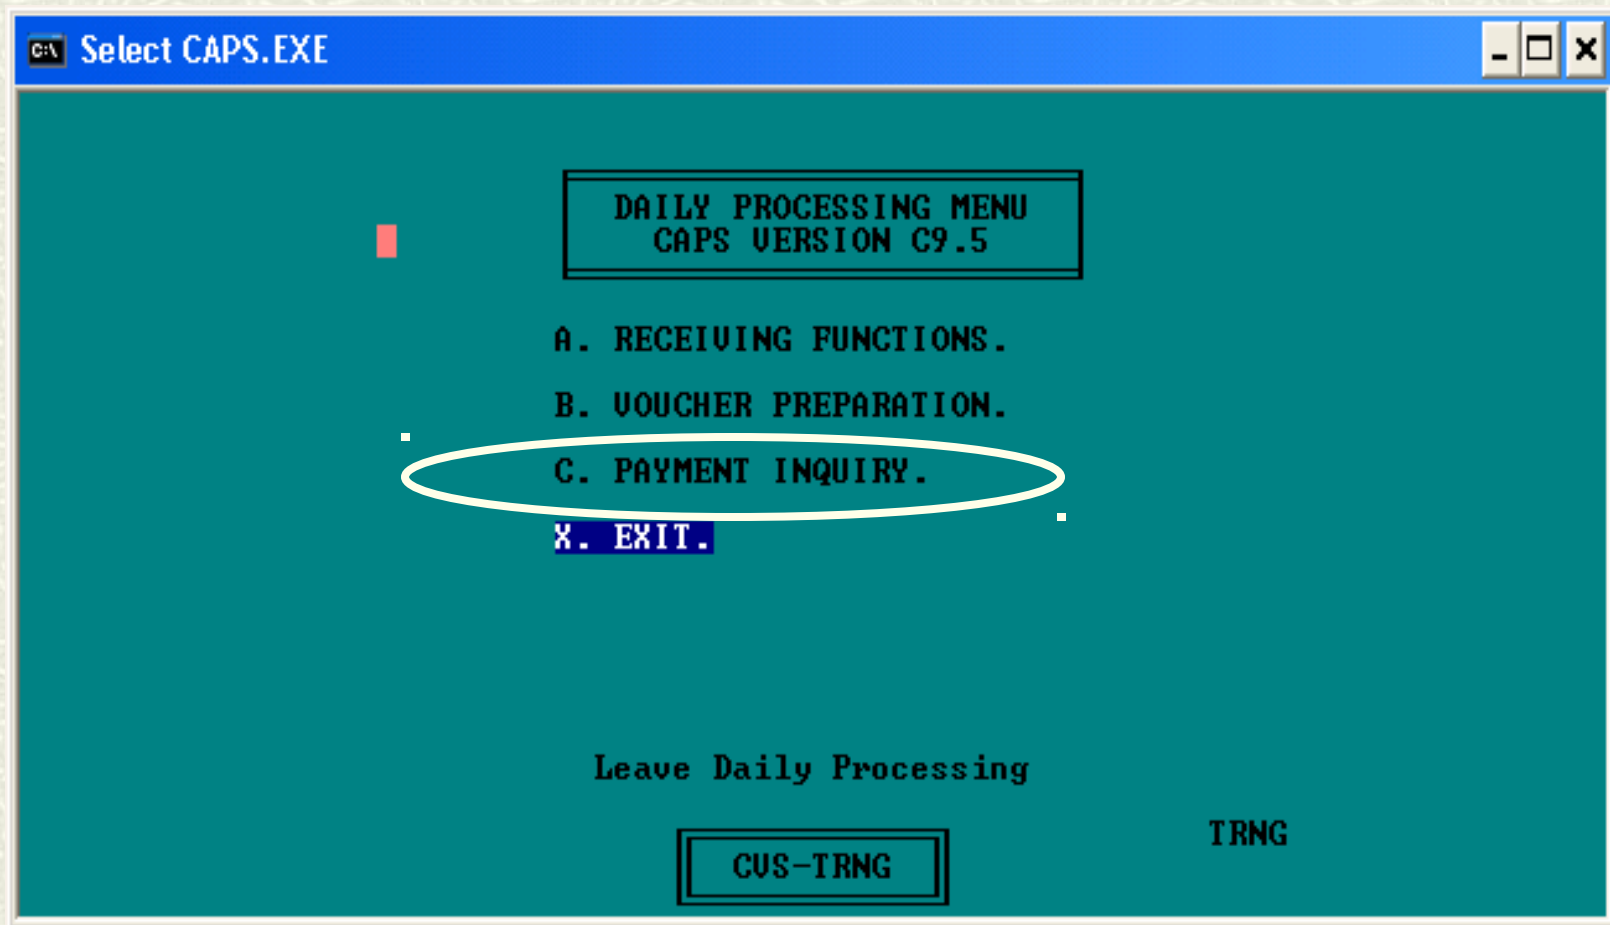 C:\
Select CAPS.EXE
DAILY PROCESSING MENU
CAPS VERSION C9.5
A. RECEIVING FUNCTIONS.
B. VOUCHER PREPARATION.
C. PAYMENT INQUIRY.
X. EXIT.
Leave Daily Processing
TRNG
CVS-TRNG